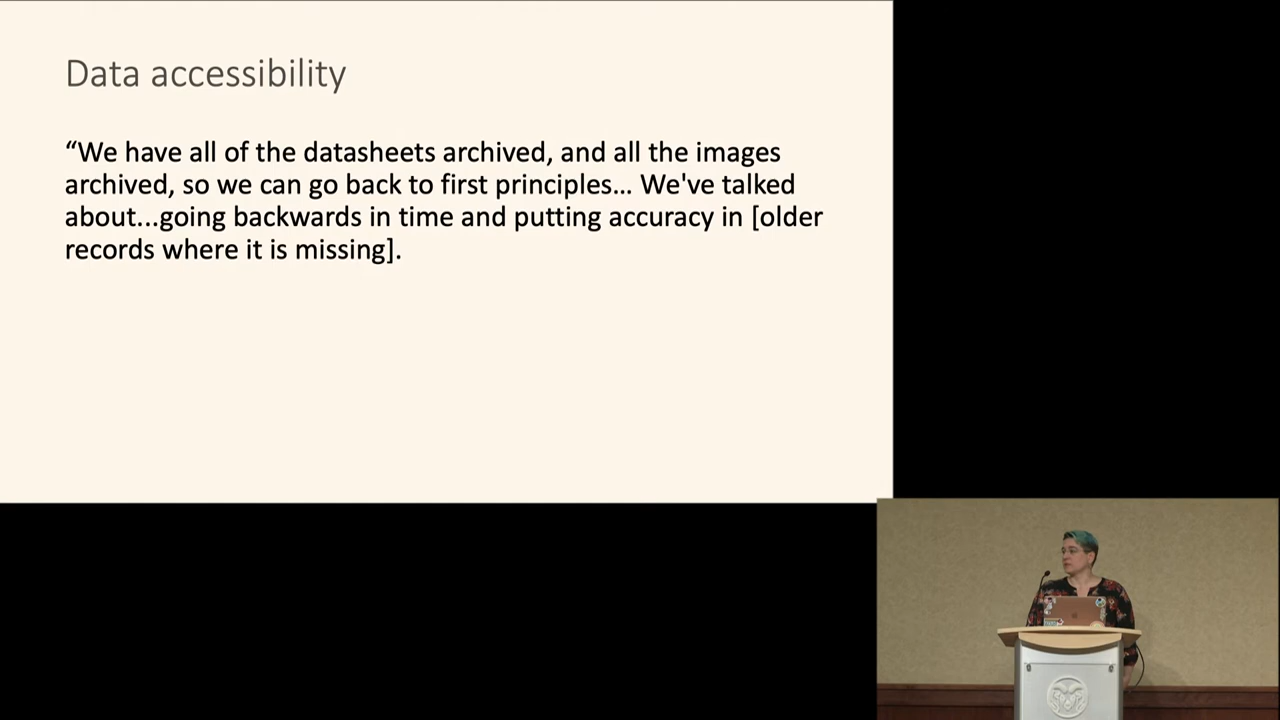 Data accessibility
“We have all of the datasheets archived, and all the images
archived, so we can go back to first principles... We've talked
about...going backwards in time and putting accuracy in [older
records where it is missing].